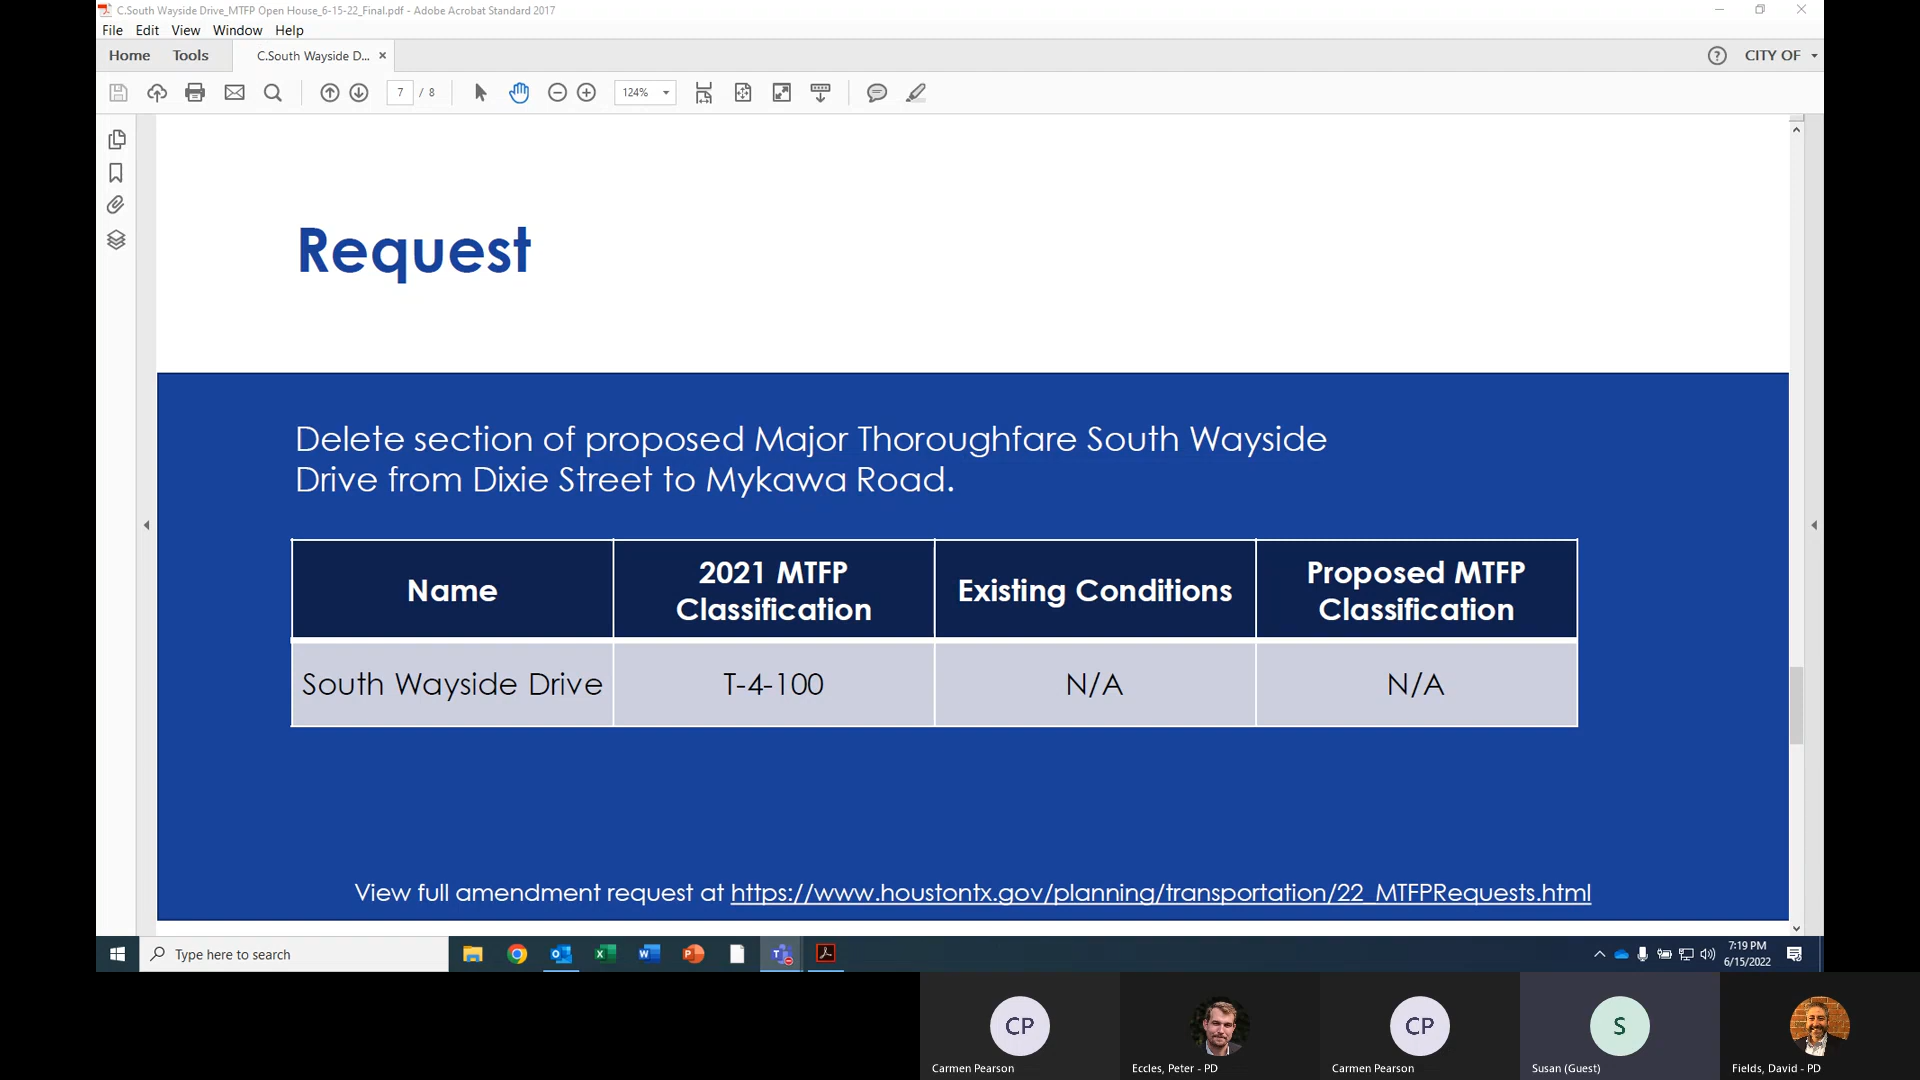 C.South Wayside Drive_MTFP Open House_6-15-22_Final.pdf - Adobe Acrobat Standard 2017
File Edit View Window Help
Home Tools C.South Wayside D... × CITY OF
7 / 8 124%
Request
Delete section of proposed Major Thoroughfare South Wayside
Drive from Dixie Street to Mykawa Road.
Name 2021 MTFP Classification Existing Conditions Proposed MTFP Classification
South Wayside Drive T-4-100 N/A N/A
View full amendment request at https://www.houstontx.gov/planning/transportation/22_MTFPRequests.html
Type here to search
7:19 PM
6/15/2022
CP CP S
Carmen Pearson Eccles, Peter - PD Carmen Pearson Susan (Guest) Fields, David - PD